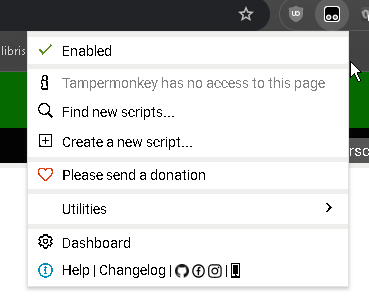 libris
Enabled
Tampermonkey has no access to this page
Find new scripts...
Create a new script...
ersc
Please send a donation
Utilities
Dashboard
Help | Changelog | |